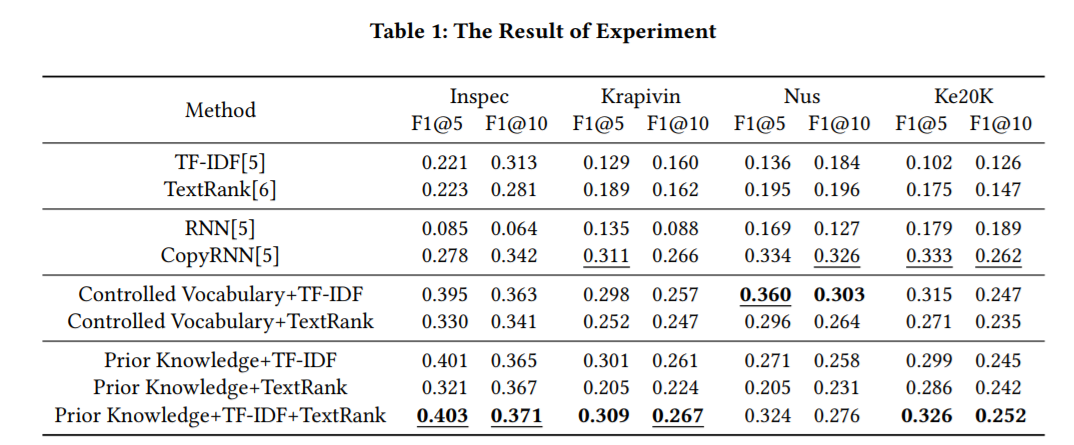 Table 1: The Result of Experiment
Method Inspec Krapivin Nus Ke20K
F1@5 F1@10 F1@5 F1@10 F1@5 F1@10 F1@5 F1@10
TF-IDF[5] 0.221 0.313 0.129 0.160 0.136 0.184 0.102 0.126
TextRank[6] 0.223 0.281 0.189 0.162 0.195 0.196 0.175 0.147
RNN[5] 0.085 0.064 0.135 0.088 0.169 0.127 0.179 0.189
CopyRNN[5] 0.278 0.342 0.311 0.266 0.334 0.326 0.333 0.262
Controlled Vocabulary+TF-IDF 0.395 0.363 0.298 0.257 0.360 0.303 0.315 0.247
Controlled Vocabulary+TextRank 0.330 0.341 0.252 0.247 0.296 0.264 0.271 0.235
Prior Knowledge+TF-IDF 0.401 0.365 0.301 0.261 0.271 0.258 0.299 0.245
Prior Knowledge+TextRank 0.321 0.367 0.205 0.224 0.205 0.231 0.286 0.242
Prior Knowledge+TF-IDF+TextRank 0.403 0.371 0.309 0.267 0.324 0.276 0.326 0.252